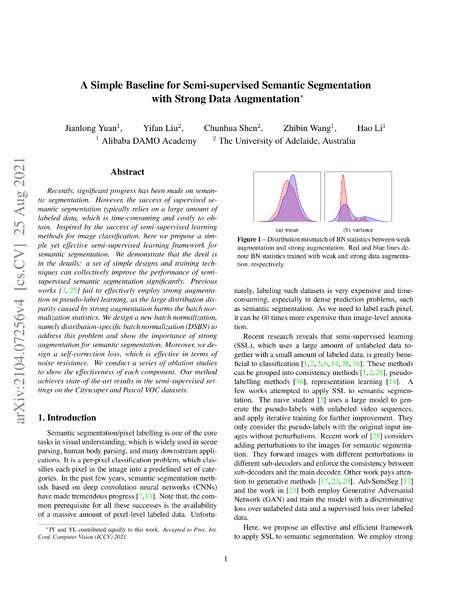 A Simple Baseline for Semi-supervised Semantic Segmentation
with Strong Data Augmentation*
Jianlong Yuan1, Yifan Liu2, Chunhua Shen2, Zhibin Wang1, Hao Li1
1 Alibaba DAMO Academy 2 The University of Adelaide, Australia
arXiv:2104.07256v4 [cs.CV] 25 Aug 2021
Abstract
Recently, significant progress has been made on seman-
tic segmentation. However, the success of supervised se-
mantic segmentation typically relies on a large amount of
labeled data, which is time-consuming and costly to ob-
tain. Inspired by the success of semi-supervised learning
methods for image classification, here we propose a sim-
ple yet effective semi-supervised learning framework for
semantic segmentation. We demonstrate that the devil is
in the details: a set of simple designs and training tech-
niques can collectively improve the performance of semi-
supervised semantic segmentation significantly. Previous
works [3, 25] fail to effectively employ strong augmenta-
tion in pseudo-label learning, as the large distribution dis-
parity caused by strong augmentation harms the batch nor-
malization statistics. We design a new batch normalization,
namely distribution-specific batch normalization (DSBN) to
address this problem and show the importance of strong
augmentation for semantic segmentation. Moreover, we de-
sign a self-correction loss, which is effective in terms of
noise resistance. We conduct a series of ablation studies
to show the effectiveness of each component. Our method
achieves state-of-the-art results in the semi-supervised set-
tings on the Cityscapes and Pascal VOC datasets.
1. Introduction
Semantic segmentation/pixel labelling is one of the core
tasks in visual understanding, which is widely used in scene
parsing, human body parsing, and many downstream appli-
cations. It is a per-pixel classification problem, which clas-
sifies each pixel in the image into a predefined set of cate-
gories. In the past few years, semantic segmentation meth-
ods based on deep convolution neural networks (CNNs)
have made tremendous progress [7, 11]. Note that, the com-
mon prerequisite for all these successes is the availability
of a massive amount of pixel-level labeled data. Unfortu-
*JY and YL contributed equally to this work. Accepted to Proc. Int.
Conf. Computer Vision (ICCV) 2021.
(a) mean (b) variance
Figure 1 – Distribution mismatch of BN statistics between weak
augmentation and strong augmentation. Red and blue lines de-
note BN statistics trained with weak and strong data augmenta-
tion, respectively.
nately, labeling such datasets is very expensive and time-
consuming, especially in dense prediction problems, such
as semantic segmentation. As we need to label each pixel,
it can be 60 times more expensive than image-level annota-
tion.
Recent research reveals that semi-supervised learning
(SSL), which uses a large amount of unlabeled data to-
gether with a small amount of labeled data, is greatly bene-
ficial to classification [1, 2, 5, 6, 14, 28, 36]. These methods
can be grouped into consistency methods [1, 2, 28], pseudo-
labelling methods [36], representation learning [14]. A
few works attempted to apply SSL to semantic segmenta-
tion. The naive student [3] uses a large model to gener-
ate the pseudo-labels with unlabeled video sequences, and
apply iterative training for further improvement. They
only consider the pseudo-labels with the original input im-
ages without perturbations. Recent work of [25] considers
adding perturbations to the images for semantic segmenta-
tion. They forward images with different perturbations in
different sub-decoders and enforce the consistency between
sub-decoders and the main decoder. Other work pays atten-
tion to generative methods [17, 23, 29]. AdvSemiSeg [17]
and the work in [23] both employ Generative Adversarial
Network (GAN) and train the model with a discriminative
loss over unlabeled data and a supervised loss over labeled
data.
Here, we propose an effective and efficient framework
to apply SSL to semantic segmentation. We employ strong
1